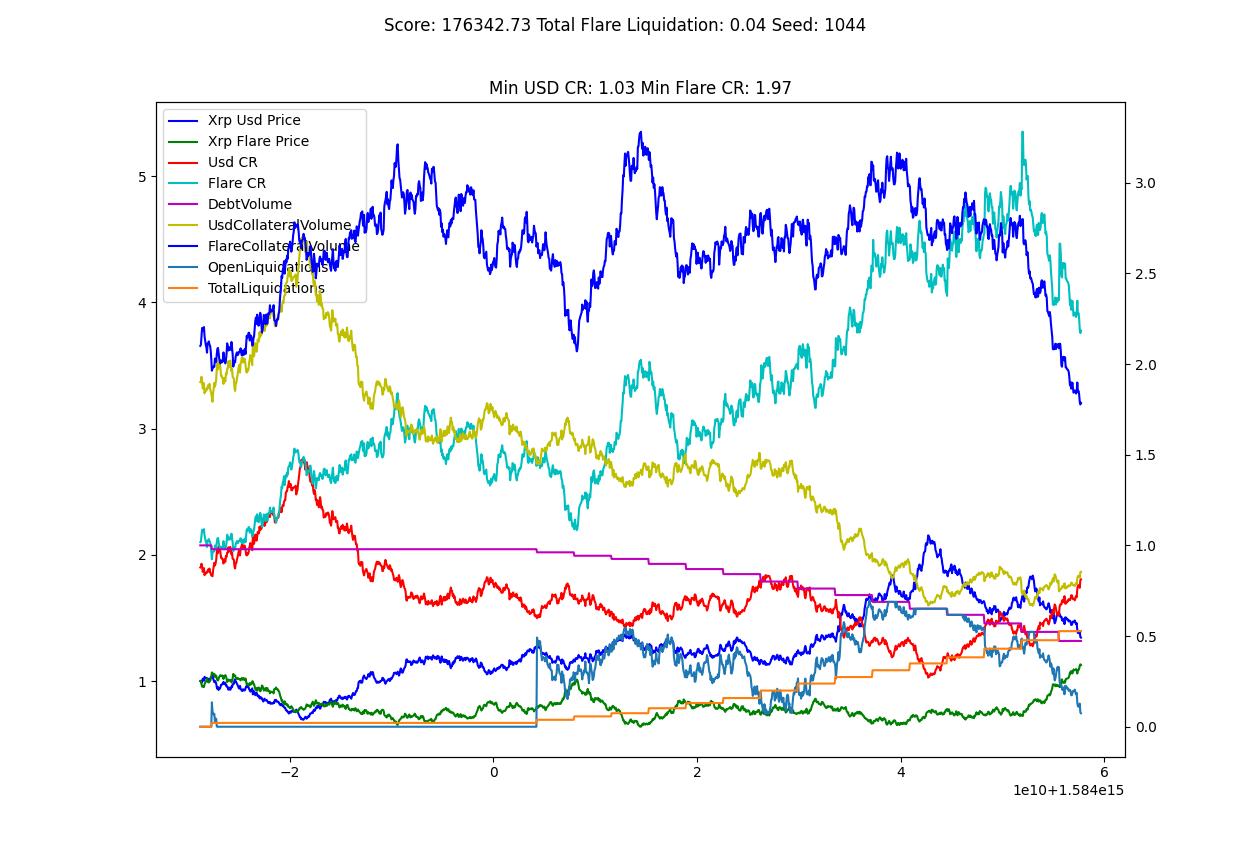 Score: 176342.73 Total Flare Liquidation: 0.04 Seed: 1044
Min USD CR: 1.03 Min Flare CR: 1.97
Xrp Usd Price
Xrp Flare Price
Usd CR
Flare CR
DebtVolume
UsdCollateralVolume
FlareCollateralVolume
OpenLiquidations
TotalLiquidations
5
4
3
2
1
3.0
2.5
2.0
1.5
1.0
0.5
0.0
−2
0
2
4
6
1e10+1.584e15